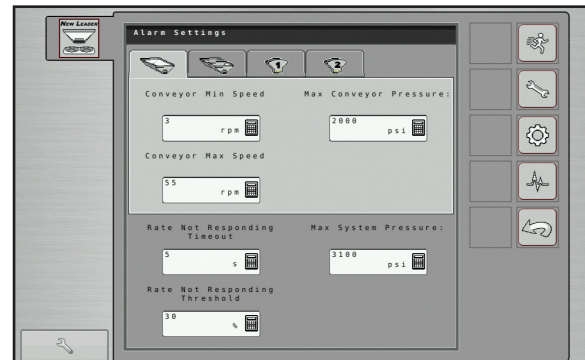 NEW LEADER
Alarm Settings
1
2
Conveyor Min Speed
Max Conveyor Pressure:
3
rpm
2000
psi
Conveyor Max Speed
55
rpm
Rate Not Responding
Timeout
Max System Pressure:
5
s
3100
psi
Rate Not Responding
Threshold
30
%